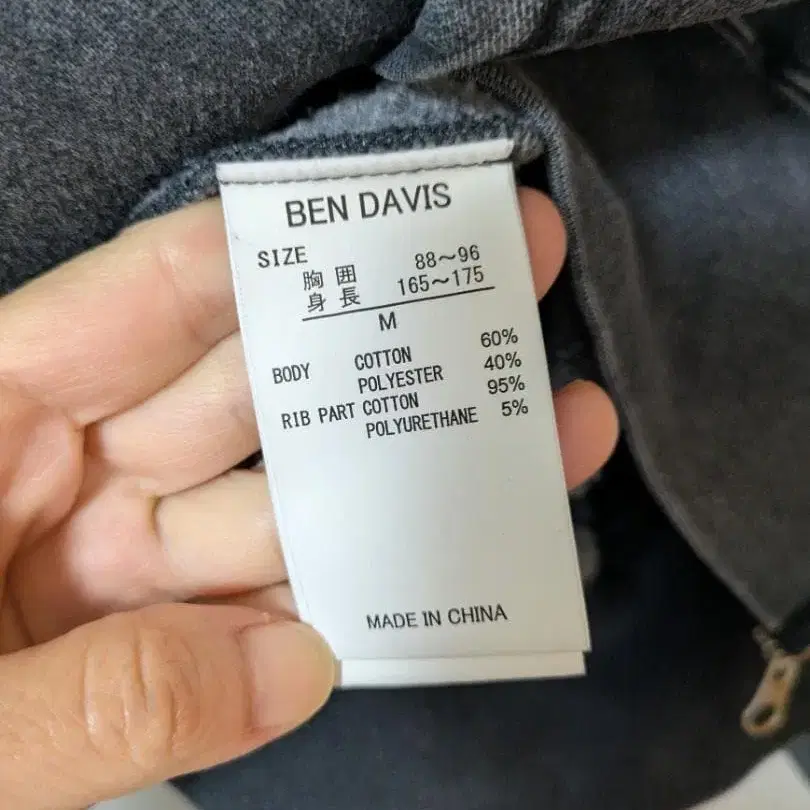 BEN DAVIS
SIZE
胸囲 88～96
身長 165～175
M
BODY COTTON 60%
POLYESTER 40%
RIB PART COTTON 95%
POLYURETHANE 5%
MADE IN CHINA